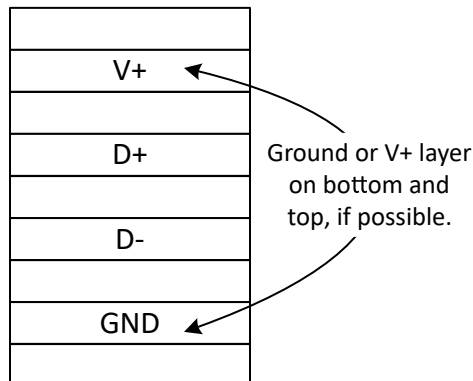 V+
D+
Ground or V+ layer
on bottom and
top, if possible.
D-
GND